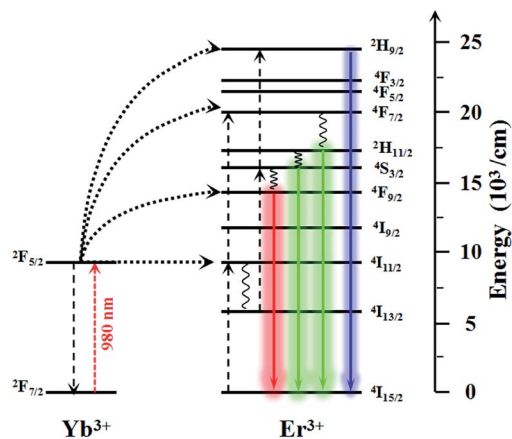 ²F₅/₂
²F₇/₂
980 nm
Yb³⁺
²H₉/₂
⁴F₃/₂
⁴F₅/₂
⁴F₇/₂
²H₁₁/₂
⁴S₃/₂
⁴F₉/₂
⁴I₉/₂
⁴I₁₁/₂
⁴I₁₃/₂
⁴I₁₅/₂
Er³⁺
25
20
15
10
5
0
Energy (10³/cm)